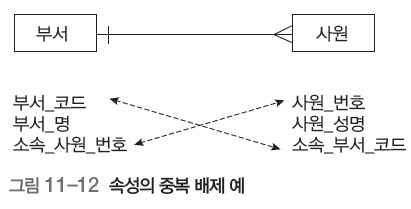 부서
사원
부서_코드
부서_명
소속_사원_번호
사원_번호
사원_성명
소속_부서_코드
그림 11-12 속성의 중복 배제 예